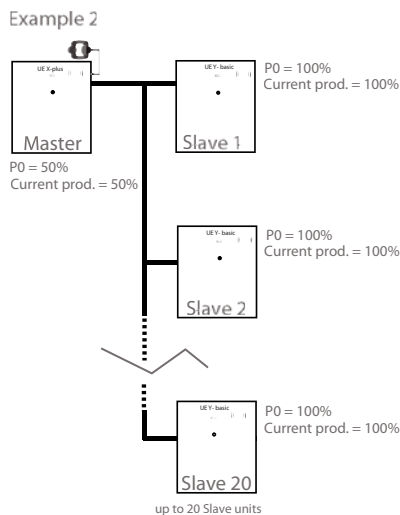 Example 2
UE X-plus
Master
P0 = 50%
Current prod. = 50%
UE Y- basic
Slave 1
P0 = 100%
Current prod. = 100%
UE Y- basic
Slave 2
P0 = 100%
Current prod. = 100%
UE Y- basic
Slave 20
P0 = 100%
Current prod. = 100%
up to 20 Slave units